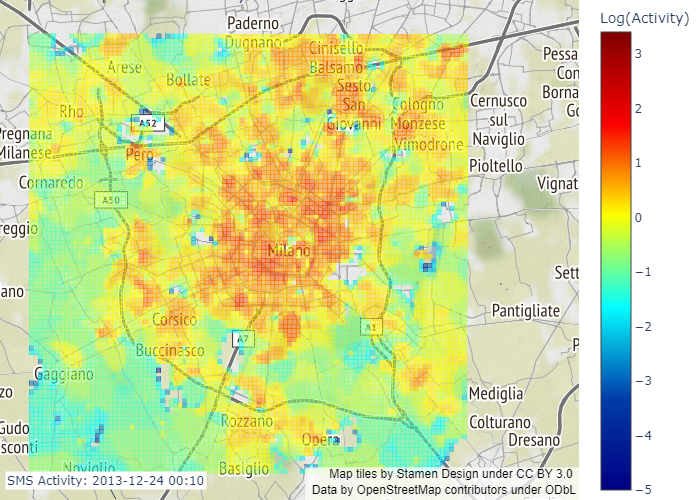 Paderno
Dugnano
Cinisello
Balsamo
Arese
Bollate
Sesto
San
Giovanni
Cologno
Monzese
Vimodrone
Rho
A52
Pero
Pregnana
Milanese
Cornaredo
A50
Cernusco
sul
Naviglio
Pioltello
Milano
Corsico
Buccinasco
A7
A1
Pantigliate
Gaggiano
Rozzano
Opera
Mediglia
Colturano
Dresano
Basiglio
Noviglio
Pessa
Con
Borna
Go
Vignat
Sett
P
reggio
ano
zo
Gudo
sconti
SMS Activity: 2013-12-24 00:10
Map tiles by Stamen Design under CC BY 3.0
Data by OpenStreetMap contributors under ODbL
Log(Activity)
3
2
1
0
−1
−2
−3
−4
−5